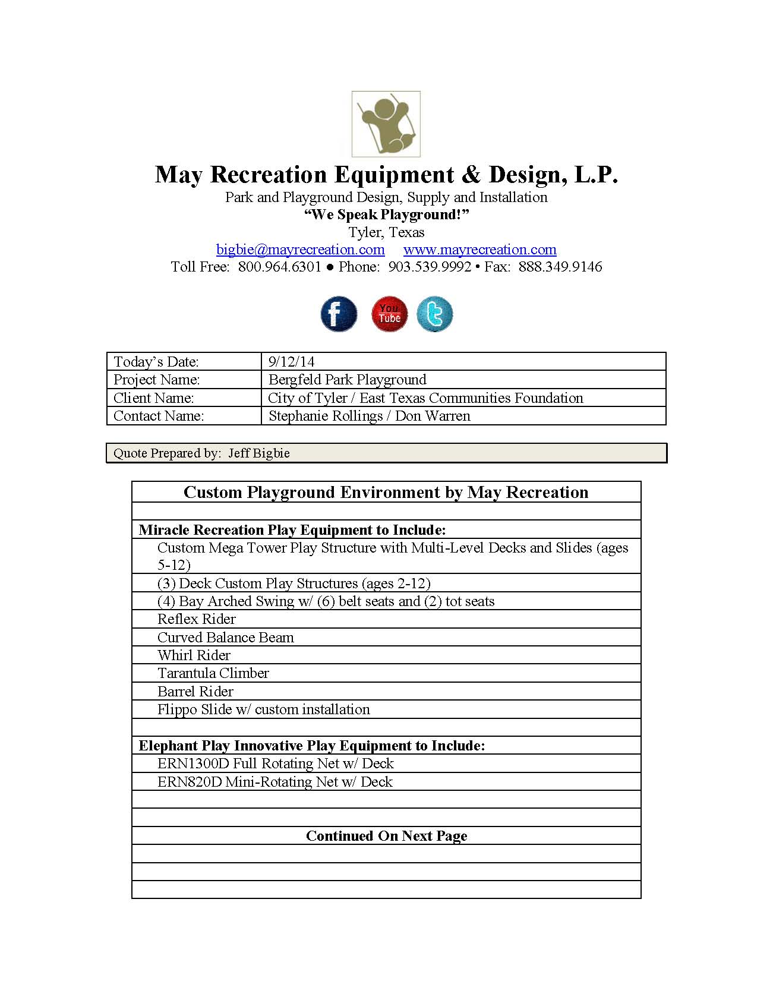 May Recreation Equipment & Design, L.P.
Park and Playground Design, Supply and Installation
“We Speak Playground!”
Tyler, Texas
bigbie@mayrecreation.com www.mayrecreation.com
Toll Free: 800.964.6301 ● Phone: 903.539.9992 • Fax: 888.349.9146
f You Tube t
Today’s Date: 9/12/14
Project Name: Bergfeld Park Playground
Client Name: City of Tyler / East Texas Communities Foundation
Contact Name: Stephanie Rollings / Don Warren
Quote Prepared by: Jeff Bigbie
Custom Playground Environment by May Recreation
Miracle Recreation Play Equipment to Include:
Custom Mega Tower Play Structure with Multi-Level Decks and Slides (ages
5-12)
(3) Deck Custom Play Structures (ages 2-12)
(4) Bay Arched Swing w/ (6) belt seats and (2) tot seats
Reflex Rider
Curved Balance Beam
Whirl Rider
Tarantula Climber
Barrel Rider
Flippo Slide w/ custom installation
Elephant Play Innovative Play Equipment to Include:
ERN1300D Full Rotating Net w/ Deck
ERN820D Mini-Rotating Net w/ Deck
Continued On Next Page